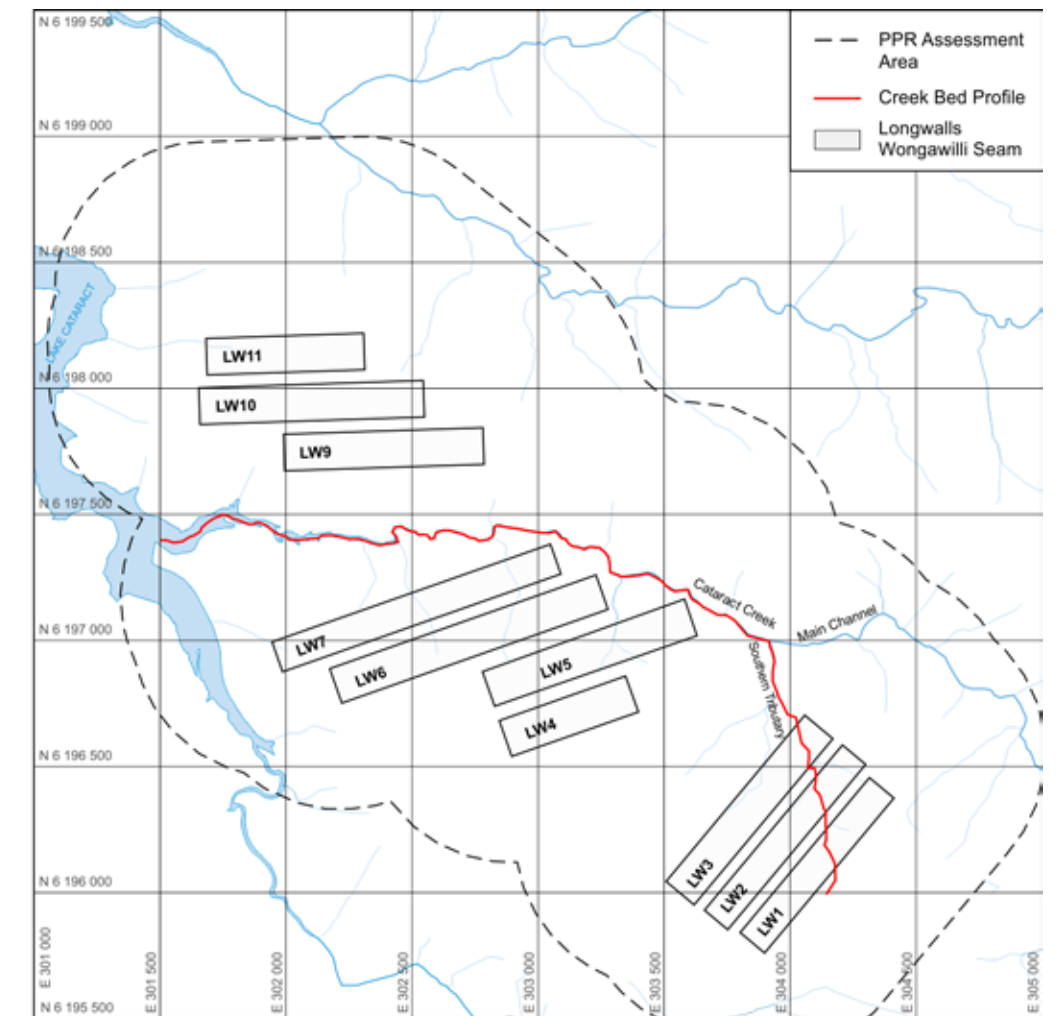 N 6 199 500
PPR Assessment
Area
Creek Bed Profile
Longwalls
Wongawilli Seam
N 6 199 000
N 6 198 500
LAKE CATARACT
LW11
N 6 198 000
LW10
LW9
N 6 197 500
Cataract Creek
Main Channel
N 6 197 000
LW7
LW6
LW5
Southern Tributary
LW4
N 6 196 500
LW3
LW2
LW1
N 6 196 000
E 301 000
E 301 500
E 302 000
E 302 500
E 303 000
E 303 500
E 304 000
E 304 500
E 305 000
N 6 195 500